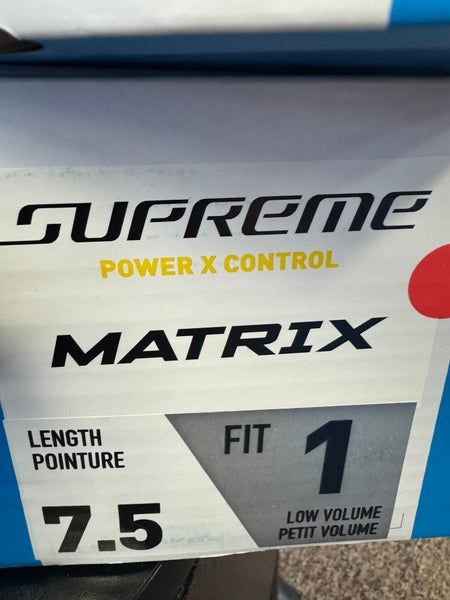 SUPREME
POWER X CONTROL
MATRIX
LENGTH
POINTURE
7.5
FIT 1
LOW VOLUME
PETIT VOLUME